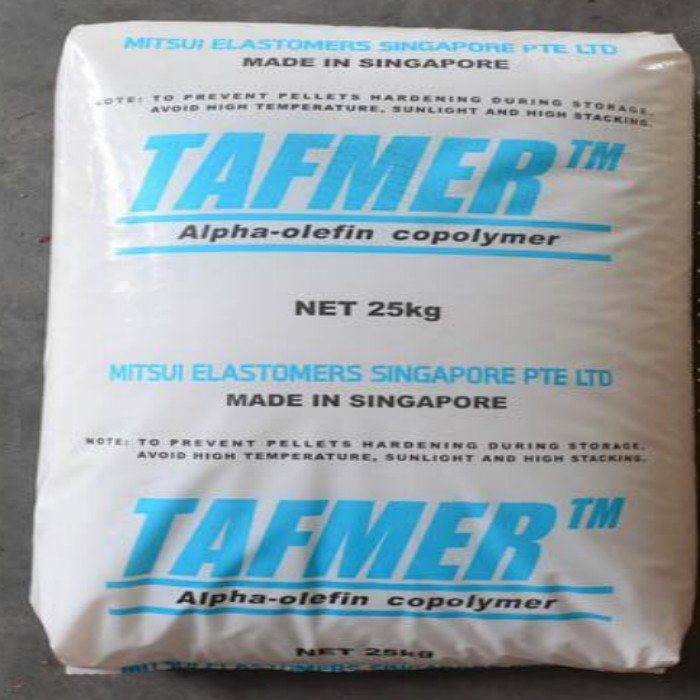 MITSUI ELASTOMERS SINGAPORE PTE LTD
MADE IN SINGAPORE
NOTE: TO PREVENT PELLETS HARDENING DURING STORAGE,
AVOID HIGH TEMPERATURE, SUNLIGHT AND HIGH STACKING.
TAFMER™
Alpha-olefin copolymer
NET 25kg
MITSUI ELASTOMERS SINGAPORE PTE LTD
MADE IN SINGAPORE
NOTE: TO PREVENT PELLETS HARDENING DURING STORAGE,
AVOID HIGH TEMPERATURE, SUNLIGHT AND HIGH STACKING.
TAFMER™
Alpha-olefin copolymer
NET 25kg
MITSUI ELASTOMERS